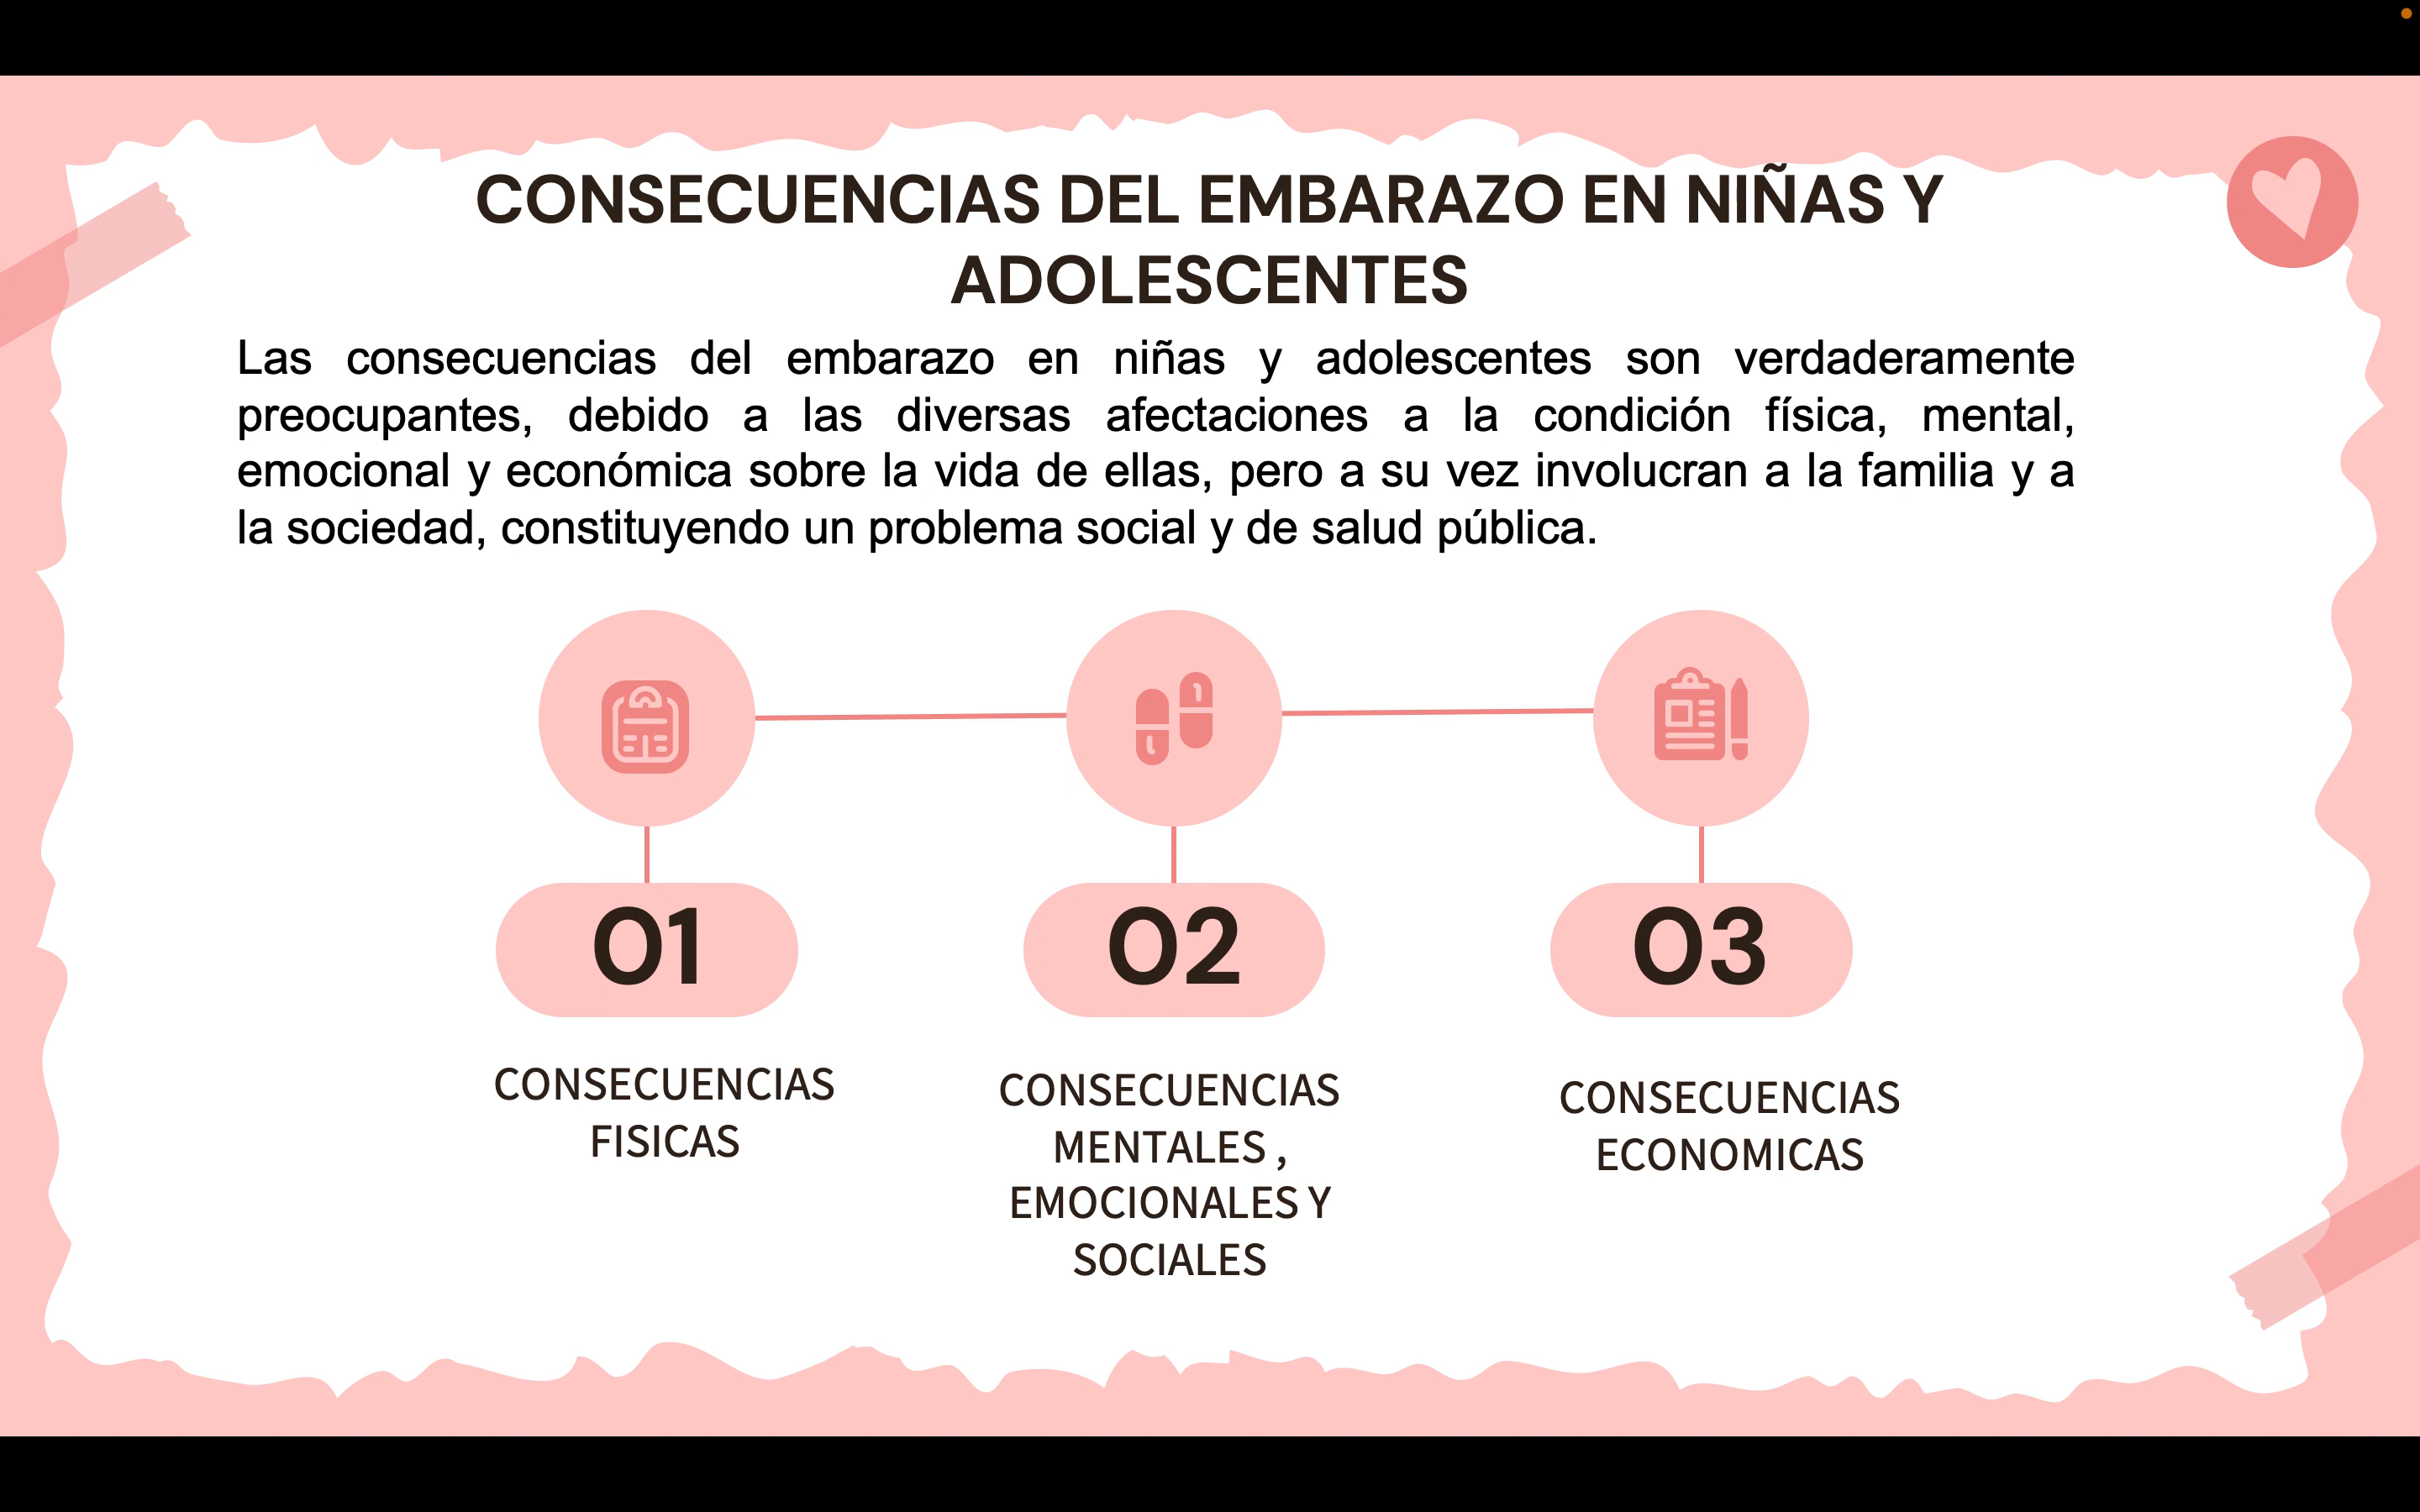 CONSECUENCIAS DEL EMBARAZO EN NIÑAS Y
ADOLESCENTES
Las consecuencias del embarazo en niñas y adolescentes son verdaderamente
preocupantes, debido a las diversas afectaciones a la condición física, mental,
emocional y económica sobre la vida de ellas, pero a su vez involucran a la familia y a
la sociedad, constituyendo un problema social y de salud pública.
01
CONSECUENCIAS
FISICAS
02
CONSECUENCIAS
MENTALES ,
EMOCIONALES Y
SOCIALES
03
CONSECUENCIAS
ECONOMICAS